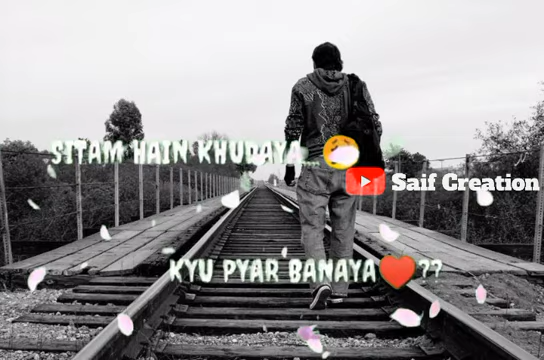 SITAM HAIN KHUDAYA...
Saif Creation
KYU PYAR BANAYA❤️??